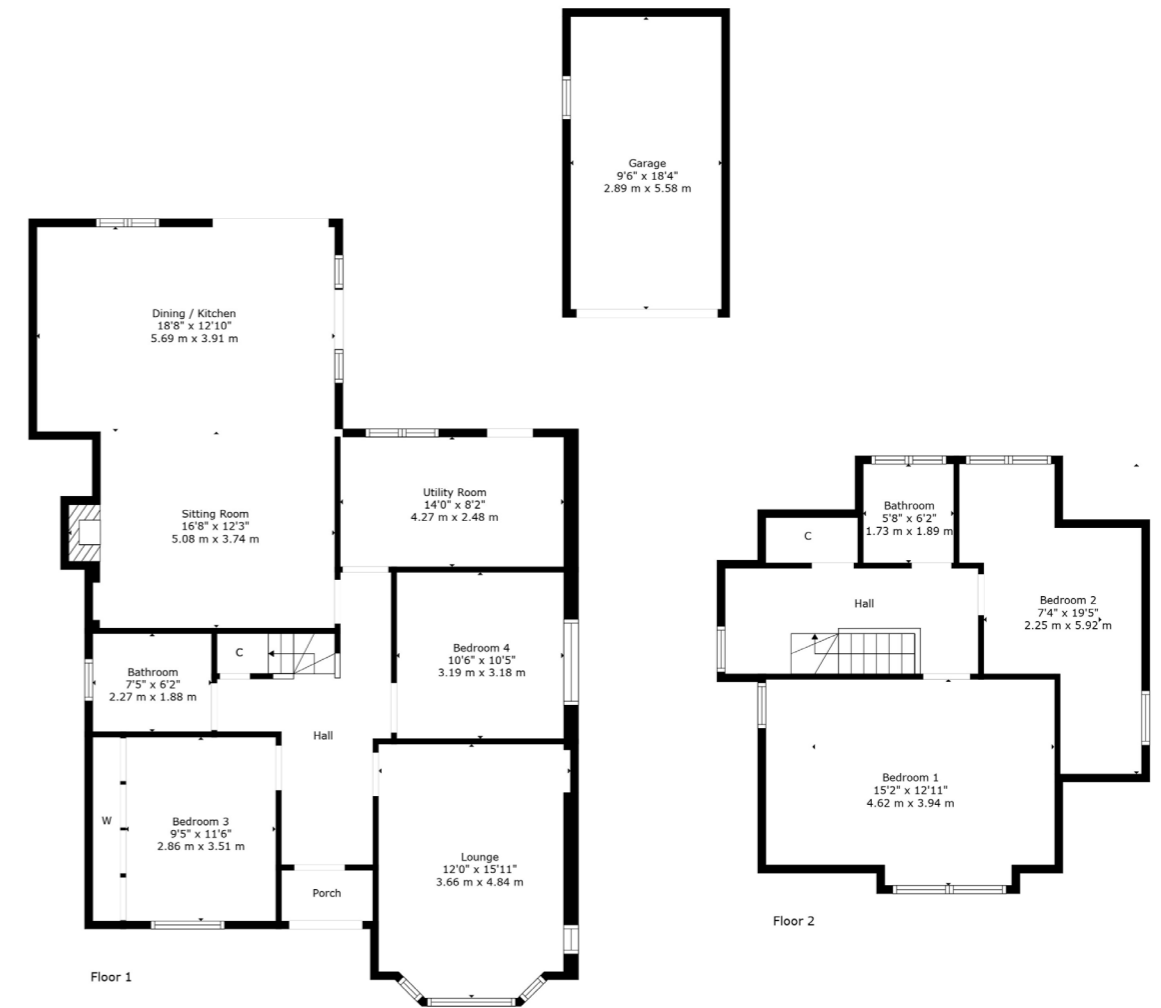 Garage
9'6" x 18'4"
2.89 m x 5.58 m
Dining / Kitchen
18'8" x 12'10"
5.69 m x 3.91 m
Utility Room
14'0" x 8'2"
4.27 m x 2.48 m
Sitting Room
16'8" x 12'3"
5.08 m x 3.74 m
Bathroom
5'8" x 6'2"
1.73 m x 1.89 m
C
Hall
Bedroom 2
7'4" x 19'5"
2.25 m x 5.92 m
C
Bedroom 4
10'6" x 10'5"
3.19 m x 3.18 m
Bathroom
7'5" x 6'2"
2.27 m x 1.88 m
Hall
Bedroom 1
15'2" x 12'11"
4.62 m x 3.94 m
W
Bedroom 3
9'5" x 11'6"
2.86 m x 3.51 m
Lounge
12'0" x 15'11"
3.66 m x 4.84 m
Porch
Floor 2
Floor 1